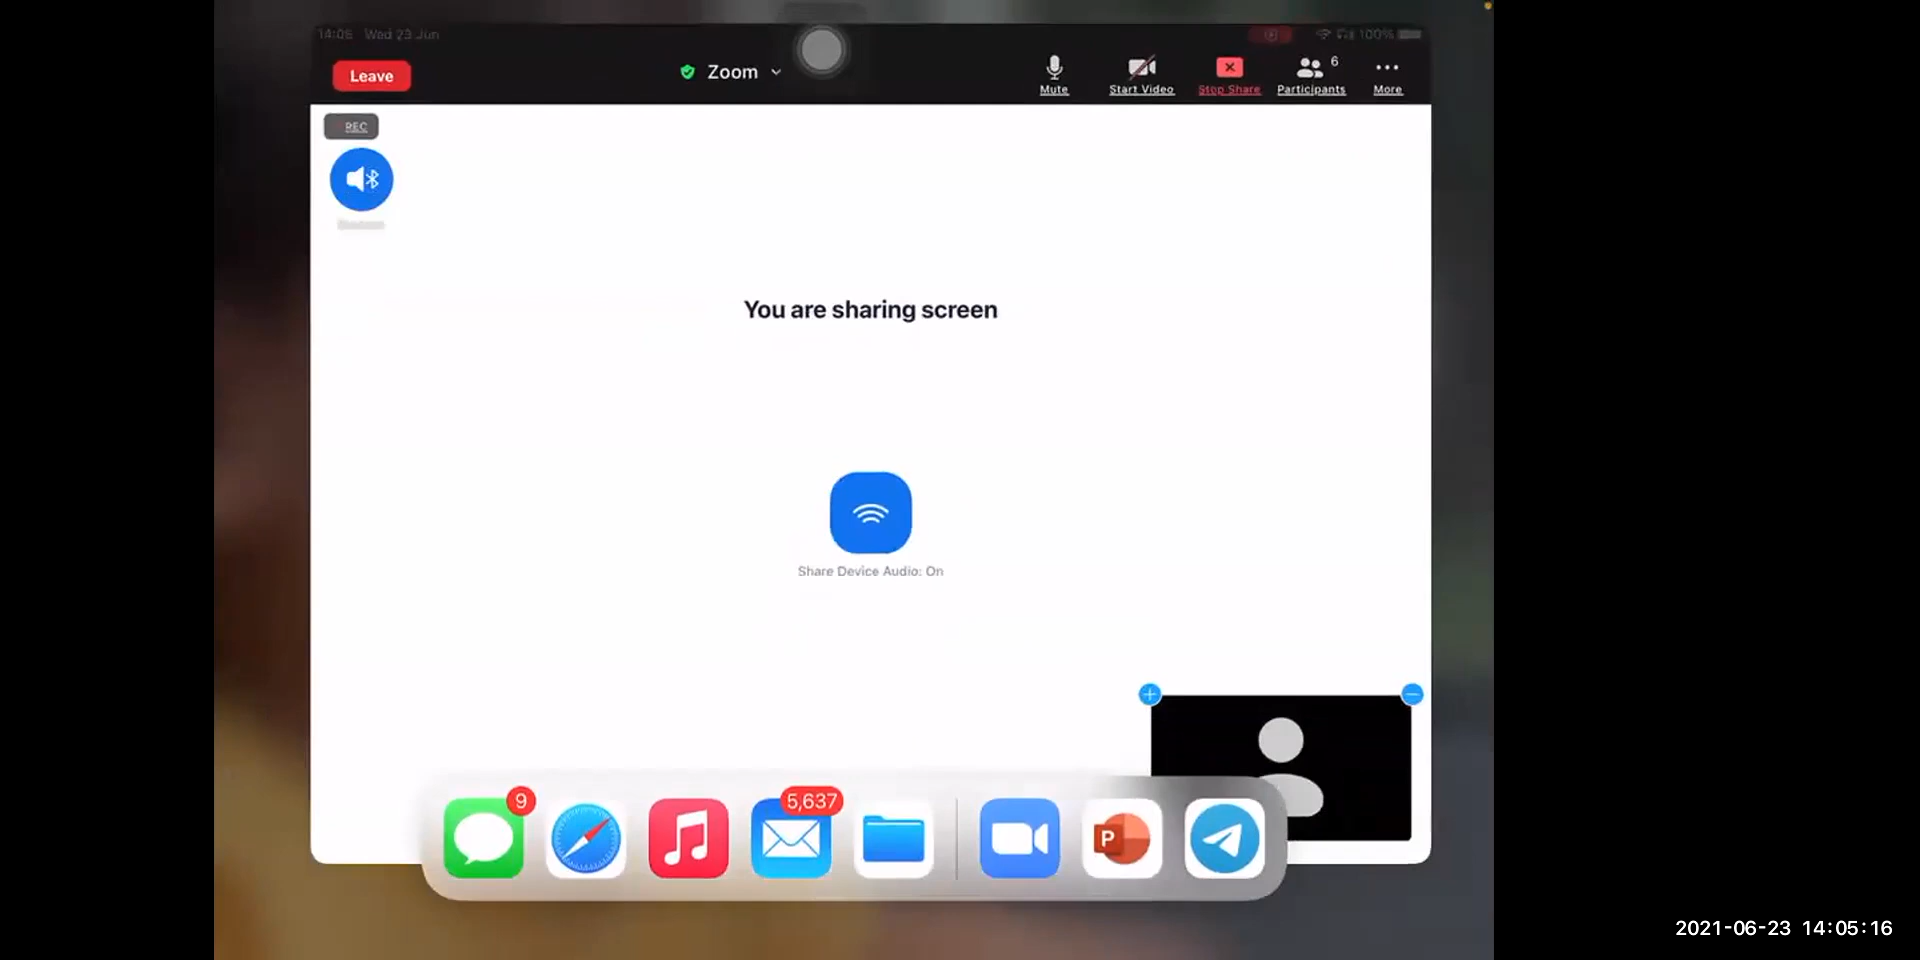 14:05 Wed 23 Jun
100%
Leave
Zoom
Mute
Start Video
Stop Share
6
Participants
More
REC
You are sharing screen
Share Device Audio: On
9
5,637
P
2021-06-23 14:05:16